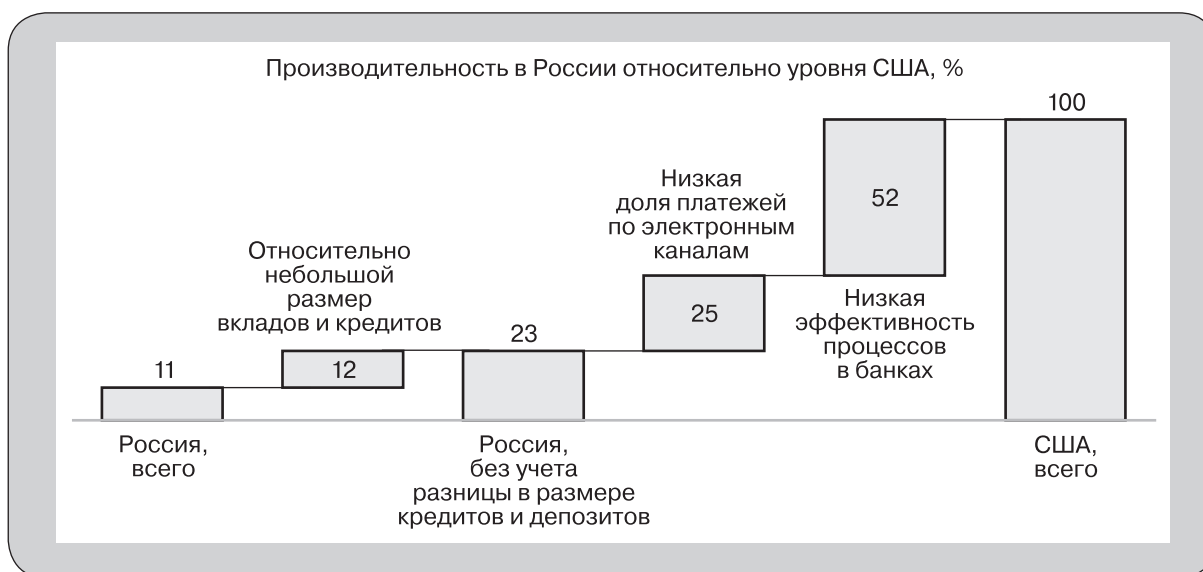 Производительность в России относительно уровня США, %
11
Относительно
небольшой
размер
вкладов и кредитов
12
23
Низкая
доля платежей
по электронным
каналам
25
52
Низкая
эффективность
процессов
в банках
100
Россия,
всего
Россия,
без учета
разницы в размере
кредитов и депозитов
США,
всего